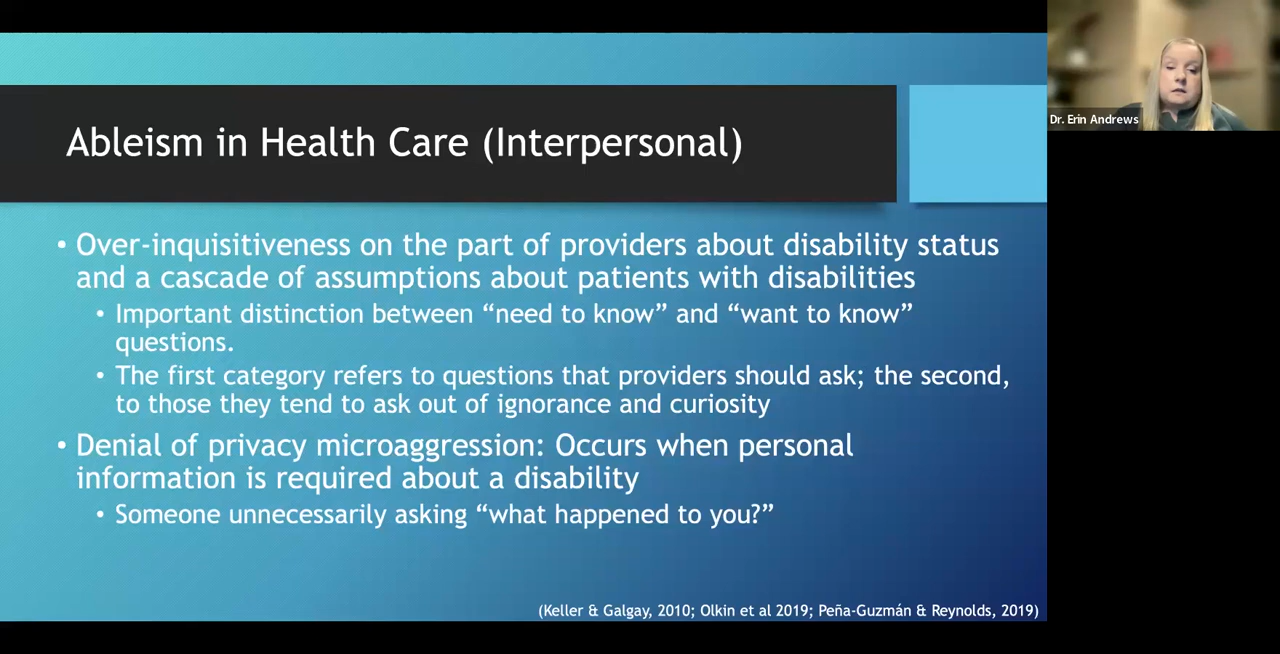 Ableism in Health Care (Interpersonal)
Dr. Erin Andrews
• Over-inquisitiveness on the part of providers about disability status
and a cascade of assumptions about patients with disabilities
• Important distinction between “need to know” and “want to know”
questions.
• The first category refers to questions that providers should ask; the second,
to those they tend to ask out of ignorance and curiosity
• Denial of privacy microaggression: Occurs when personal
information is required about a disability
• Someone unnecessarily asking “what happened to you?”
(Keller & Galgay, 2010; Olkin et al 2019; Peña-Guzmán & Reynolds, 2019)